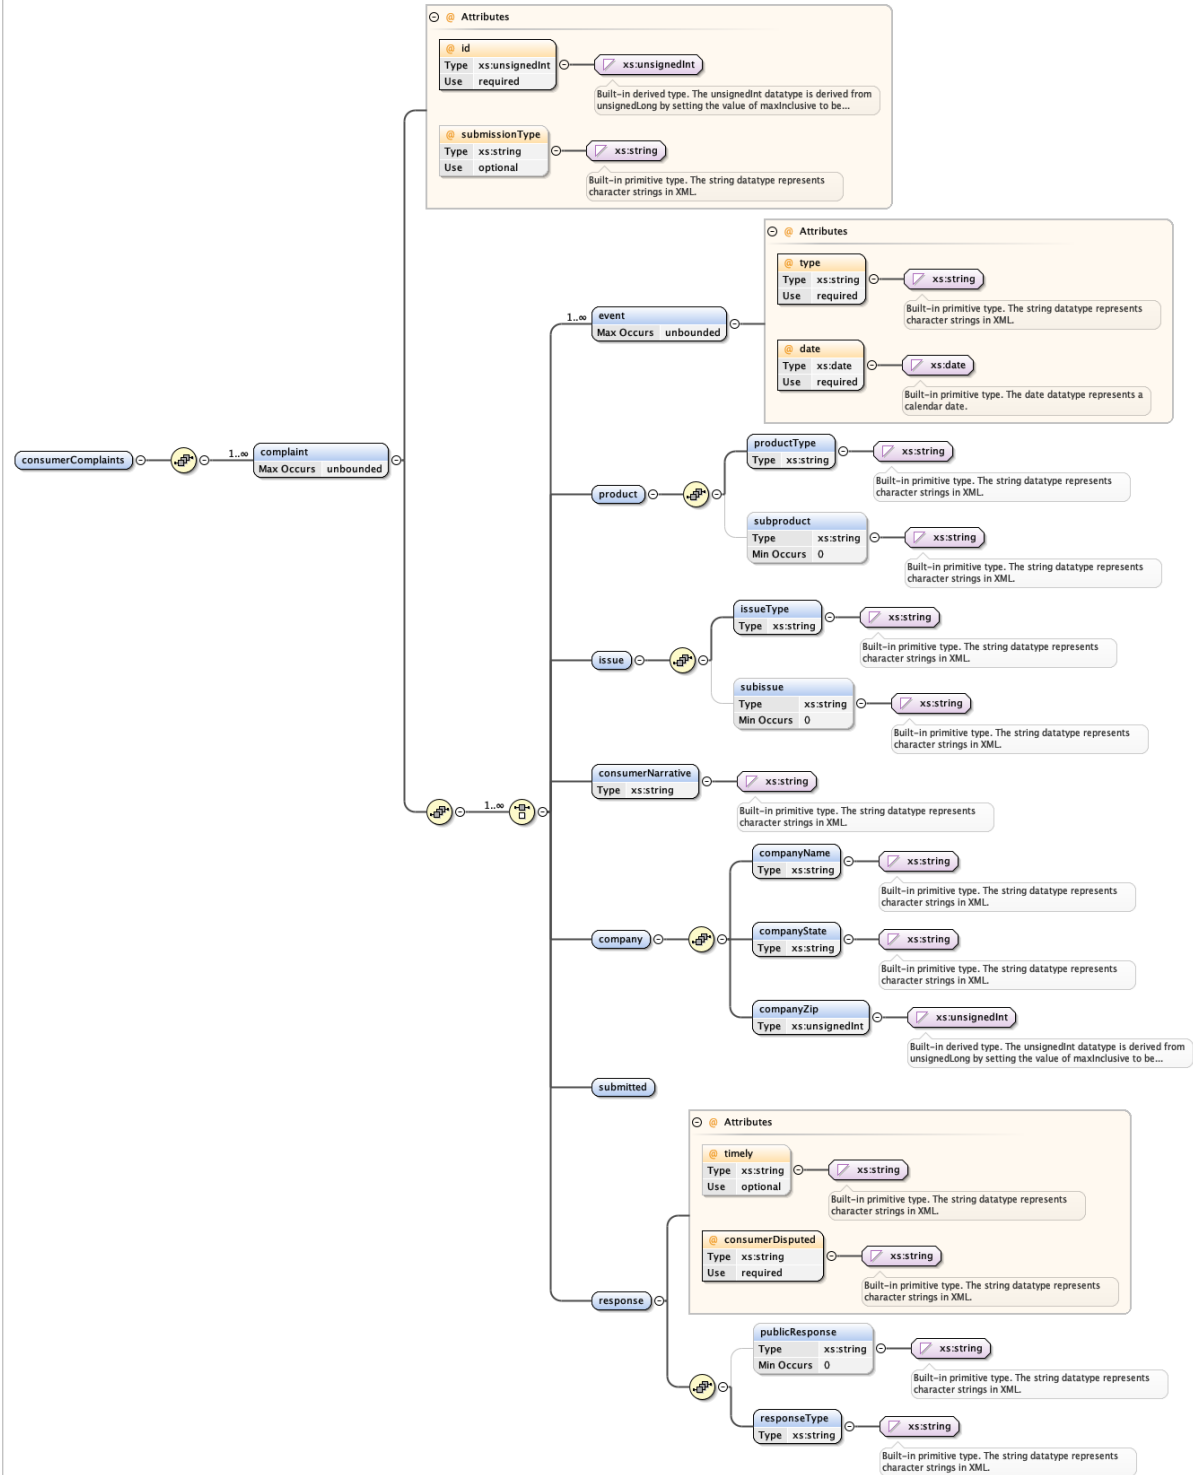 @ Attributes
@ id
Type xs:unsignedInt
Use required
xs:unsignedInt
Built-in derived type. The unsignedInt datatype is derived from
unsignedLong by setting the value of maxInclusive to be...
@ submissionType
Type xs:string
Use optional
xs:string
Built-in primitive type. The string datatype represents
character strings in XML.
@ Attributes
@ type
Type xs:string
Use required
xs:string
Built-in primitive type. The string datatype represents
character strings in XML.
1..∞
event
Max Occurs unbounded
@ date
Type xs:date
Use required
xs:date
Built-in primitive type. The date datatype represents a
calendar date.
consumerComplaints
1..∞
complaint
Max Occurs unbounded
product
productType
Type xs:string
xs:string
Built-in primitive type. The string datatype represents
character strings in XML.
subproduct
Type xs:string
Min Occurs 0
xs:string
Built-in primitive type. The string datatype represents
character strings in XML.
issue
issueType
Type xs:string
xs:string
Built-in primitive type. The string datatype represents
character strings in XML.
subissue
Type xs:string
Min Occurs 0
xs:string
Built-in primitive type. The string datatype represents
character strings in XML.
1..∞
consumerNarrative
Type xs:string
xs:string
Built-in primitive type. The string datatype represents
character strings in XML.
company
companyName
Type xs:string
xs:string
Built-in primitive type. The string datatype represents
character strings in XML.
companyState
Type xs:string
xs:string
Built-in primitive type. The string datatype represents
character strings in XML.
companyZip
Type xs:unsignedInt
xs:unsignedInt
Built-in derived type. The unsignedInt datatype is derived from
unsignedLong by setting the value of maxInclusive to be...
submitted
@ Attributes
@ timely
Type xs:string
Use optional
xs:string
Built-in primitive type. The string datatype represents
character strings in XML.
@ consumerDisputed
Type xs:string
Use required
xs:string
Built-in primitive type. The string datatype represents
character strings in XML.
response
publicResponse
Type xs:string
Min Occurs 0
xs:string
Built-in primitive type. The string datatype represents
character strings in XML.
responseType
Type xs:string
xs:string
Built-in primitive type. The string datatype represents
character strings in XML.